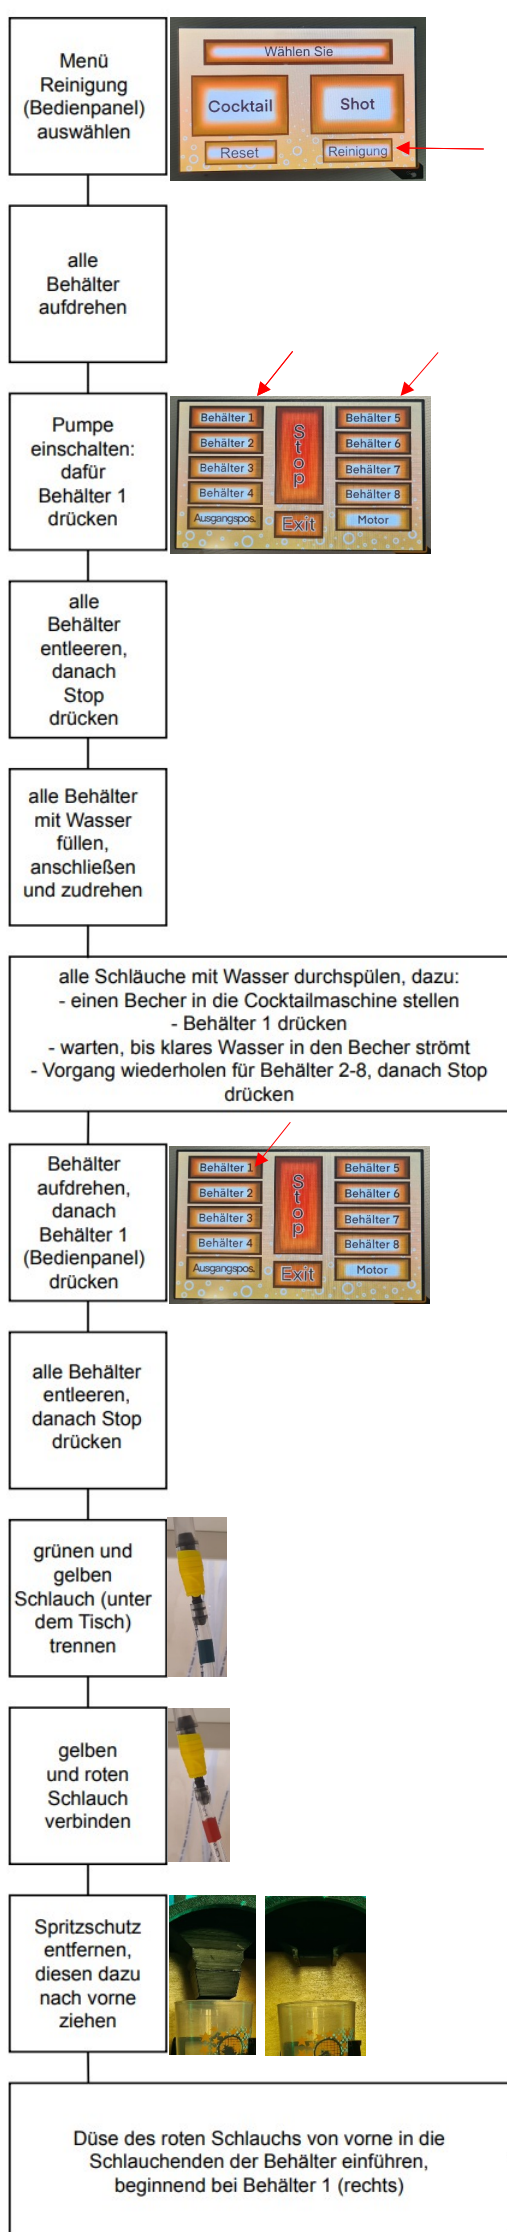 Menü
Reinigung
(Bedienpanel)
auswählen
Wählen Sie
Cocktail
Shot
Reset
Reinigung
alle
Behälter
aufdrehen
Pumpe
einschalten:
dafür
Behälter 1
drücken
Behälter 1
Behälter 2
Behälter 3
Behälter 4
Ausgangspos.
Stop
Exit
Behälter 5
Behälter 6
Behälter 7
Behälter 8
Motor
alle
Behälter
entleeren,
danach
Stop
drücken
alle Behälter
mit Wasser
füllen,
anschließen
und zudrehen
alle Schläuche mit Wasser durchspülen, dazu:
- einen Becher in die Cocktailmaschine stellen
- Behälter 1 drücken
- warten, bis klares Wasser in den Becher strömt
- Vorgang wiederholen für Behälter 2-8, danach Stop
drücken
Behälter
aufdrehen,
danach
Behälter 1
(Bedienpanel)
drücken
Behälter 1
Behälter 2
Behälter 3
Behälter 4
Ausgangspos.
Stop
Exit
Behälter 5
Behälter 6
Behälter 7
Behälter 8
Motor
alle Behälter
entleeren,
danach Stop
drücken
grünen und
gelben
Schlauch (unter
dem Tisch)
trennen
gelben
und roten
Schlauch
verbinden
Spritzschutz
entfernen,
diesen dazu
nach vorne
ziehen
Düse des roten Schlauchs von vorne in die
Schlauchenden der Behälter einführen,
beginnend bei Behälter 1 (rechts)